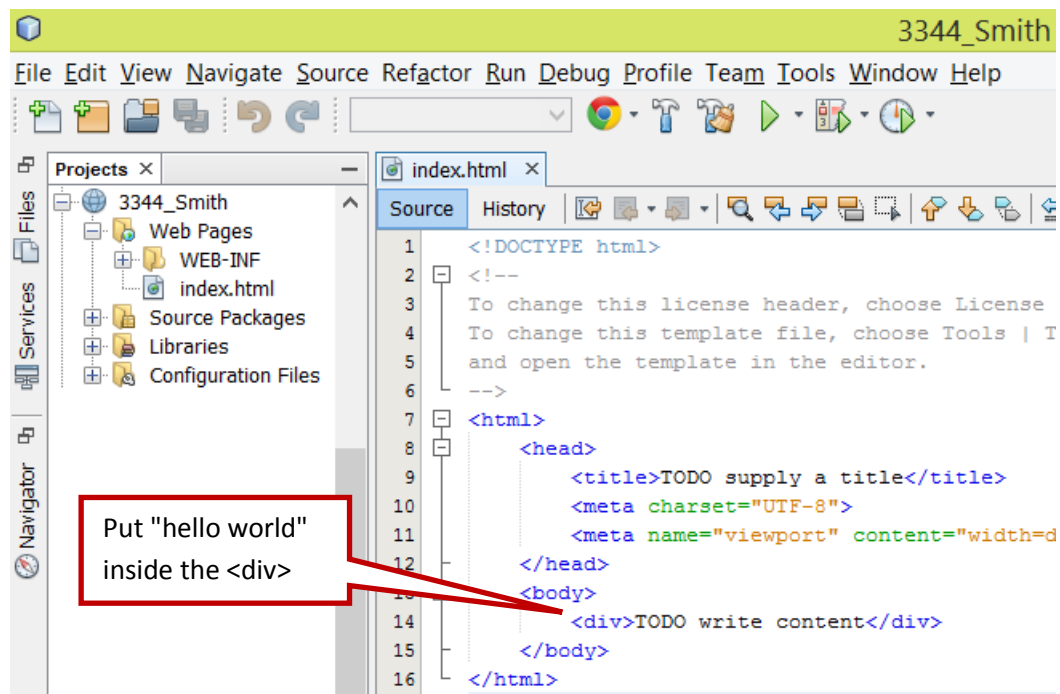 3344_Smith
File Edit View Navigate Source Refactor Run Debug Profile Team Tools Window Help
Files
Services
Navigator
Projects
3344_Smith
Web Pages
WEB-INF
index.html
Source Packages
Libraries
Configuration Files
index.html
Source History
1 <!DOCTYPE html>
2 <!--
3 To change this license header, choose License
4 To change this template file, choose Tools | T
5 and open the template in the editor.
6 -->
7 <html>
8 <head>
9 <title>TODO supply a title</title>
10 <meta charset="UTF-8">
11 <meta name="viewport" content="width=d
12 </head>
13 <body>
14 <div>TODO write content</div>
15 </body>
16 </html>
Put "hello world"
inside the <div>